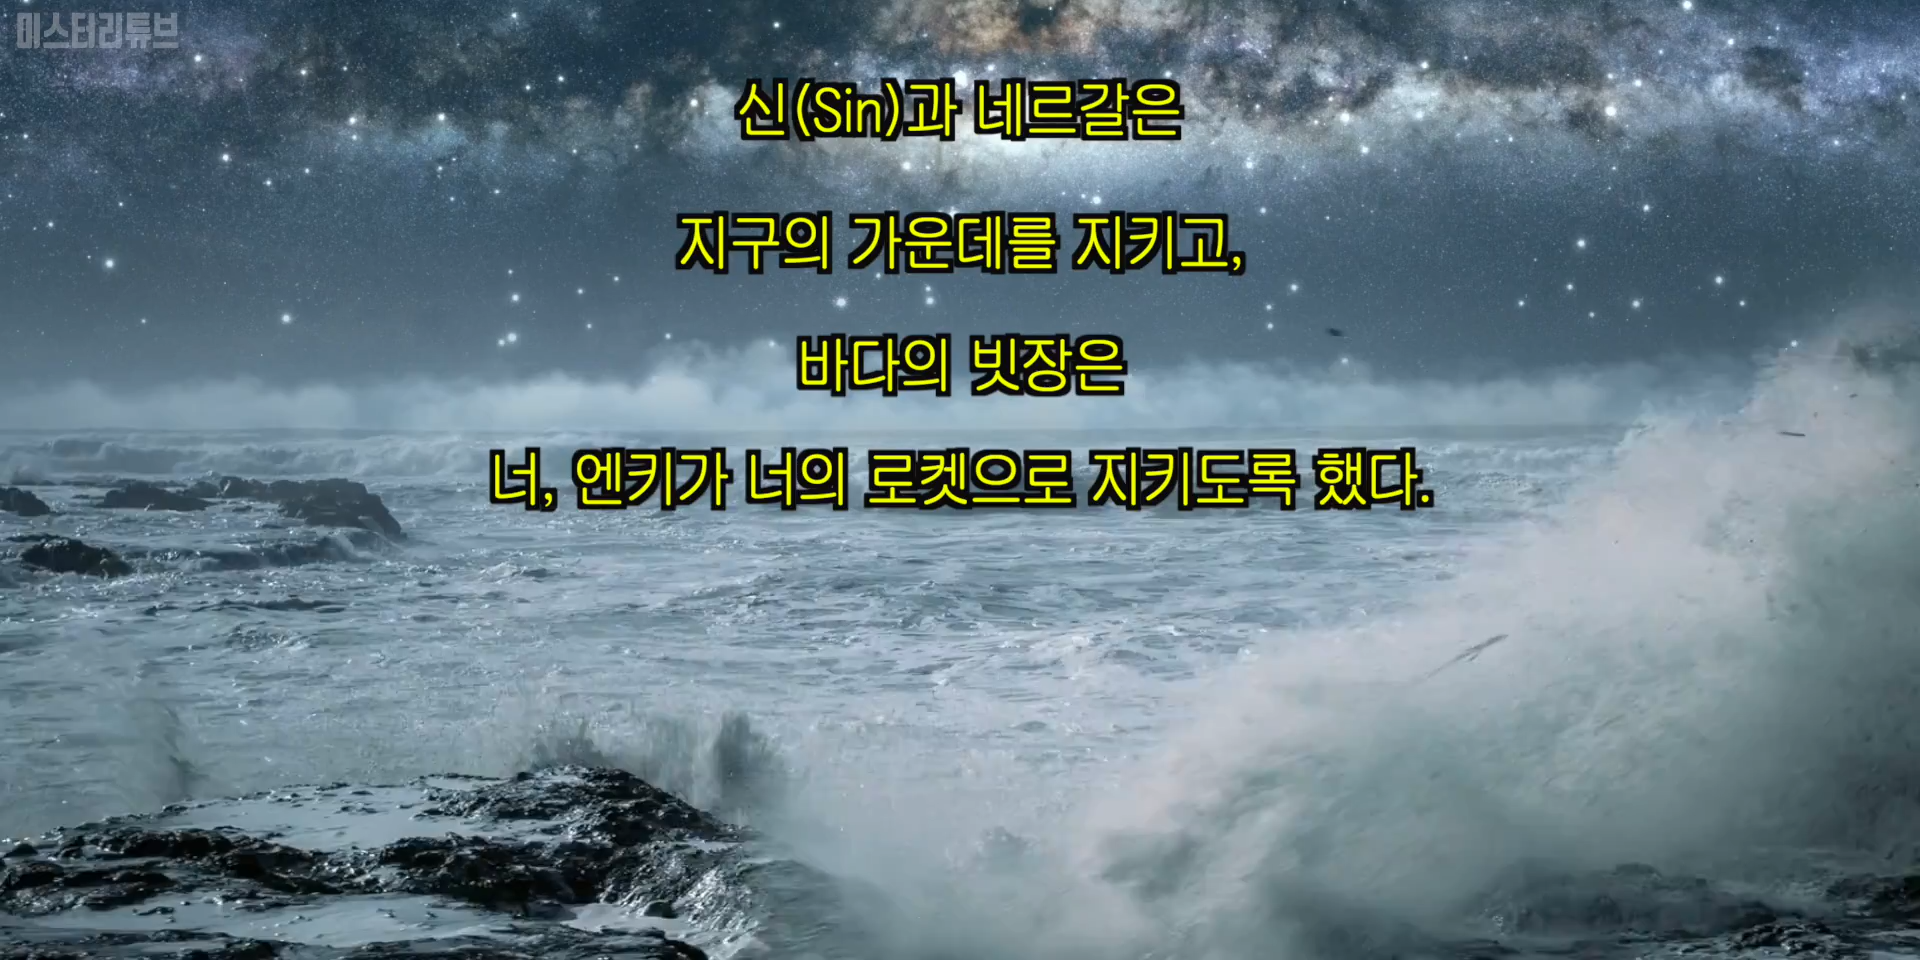 미스터리튜브
신(Sin)과 네르갈은
지구의 가운데를 지키고,
바다의 빗장은
너, 엔키가 너의 로켓으로 지키도록 했다.